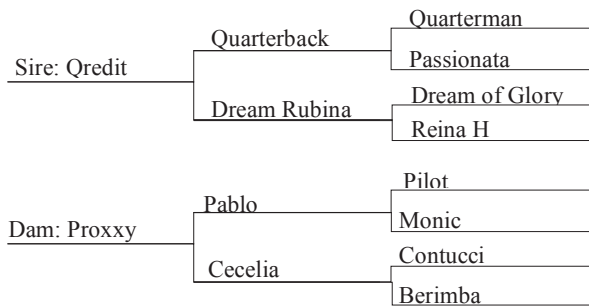 Quarterman
Quarterback
Passionata
Sire: Qredit
Dream of Glory
Dream Rubina
Reina H
Pilot
Pablo
Monic
Dam: Proxxy
Contucci
Cecelia
Berimba